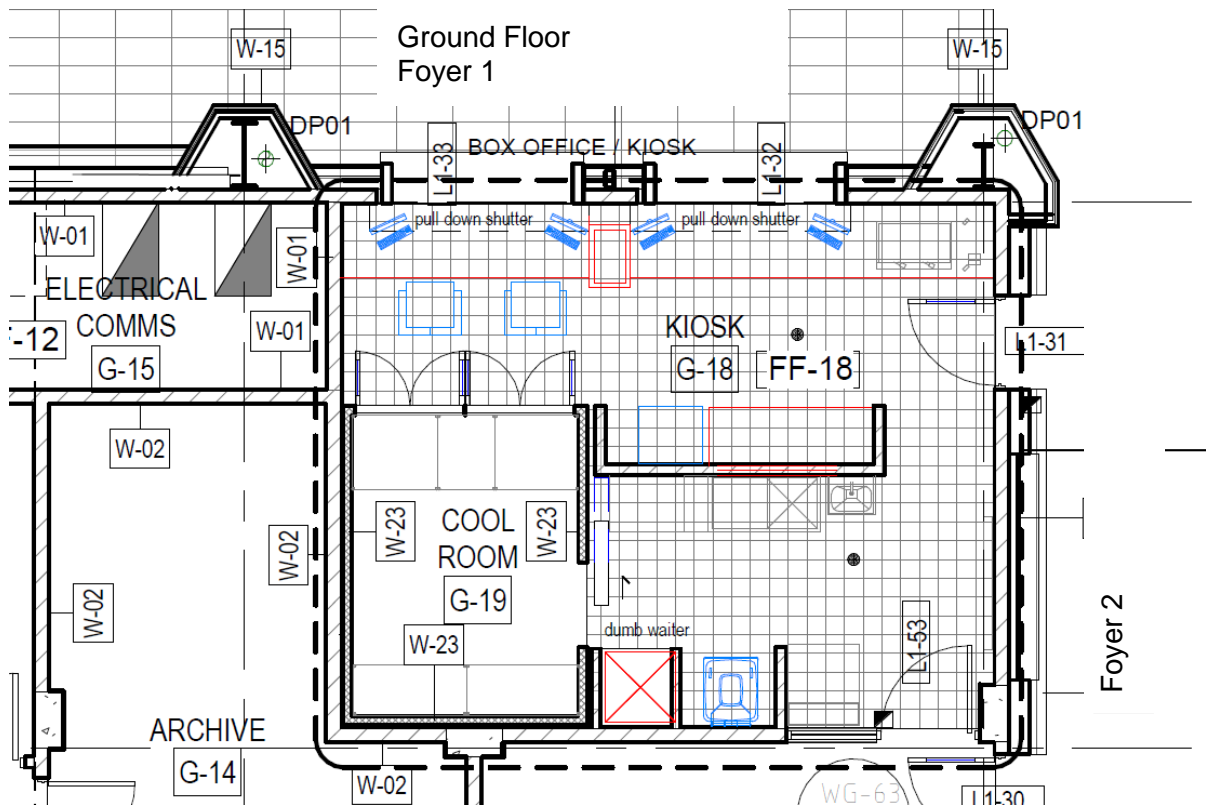 Ground Floor
Foyer 1
W-15
W-15
DP01
DP01
BOX OFFICE / KIOSK
L1-33
L1-32
pull down shutter
pull down shutter
W-01
W-01
ELECTRICAL
COMMS
G-15
W-01
F-12
KIOSK
G-18
FF-18
L1-31
W-02
W-02
W-02
W-23
W-23
COOL
ROOM
G-19
W-23
dumb waiter
L1-53
Foyer 2
ARCHIVE
G-14
W-02
WG-63
L1-30